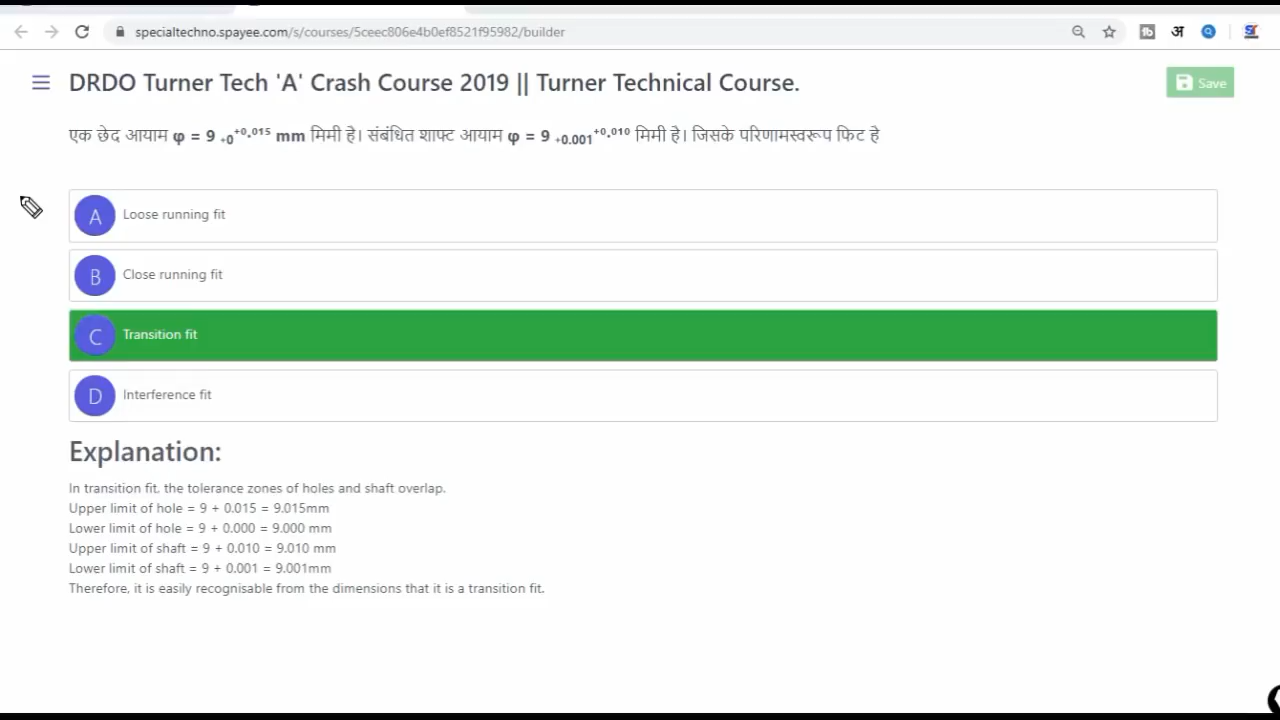 specialtechno.spayee.com/s/courses/5ceec806e4b0ef8521f95982/builder
DRDO Turner Tech 'A' Crash Course 2019 || Turner Technical Course.
Save
एक छेद आयाम φ = 9 +0 +0.015 mm मिमी है। संबंधित शाफ्ट आयाम φ = 9 +0.001 +0.010 मिमी है। जिसके परिणामस्वरूप फिट है
A Loose running fit
B Close running fit
C Transition fit
D Interference fit
Explanation:
In transition fit, the tolerance zones of holes and shaft overlap.
Upper limit of hole = 9 + 0.015 = 9.015mm
Lower limit of hole = 9 + 0.000 = 9.000 mm
Upper limit of shaft = 9 + 0.010 = 9.010 mm
Lower limit of shaft = 9 + 0.001 = 9.001mm
Therefore, it is easily recognisable from the dimensions that it is a transition fit.